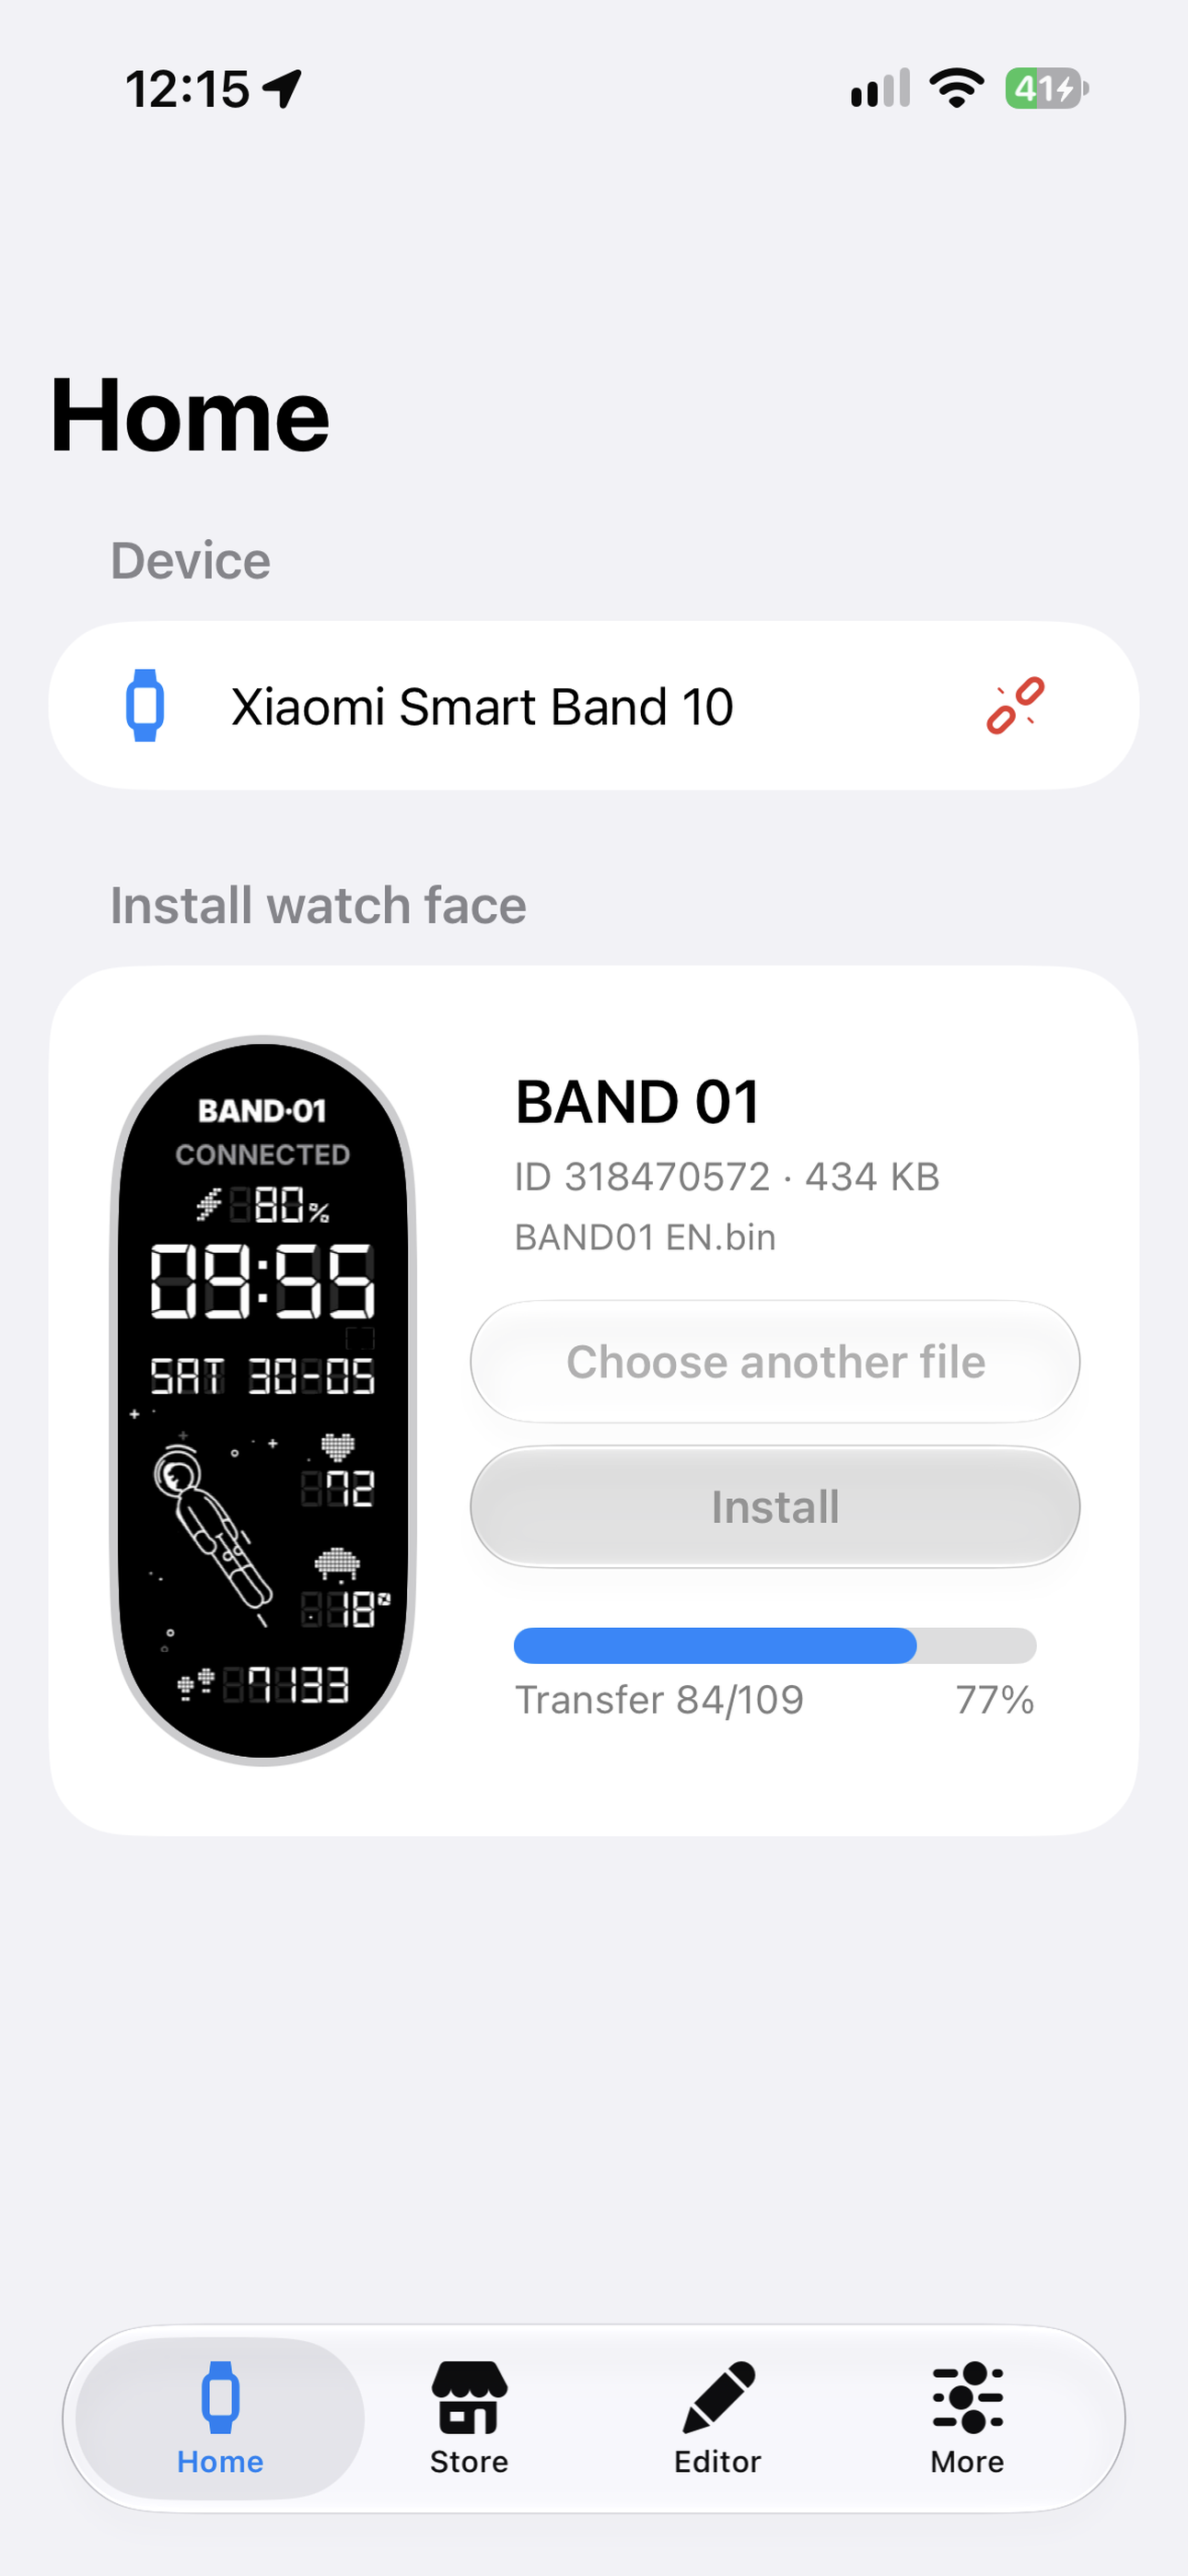 12:15
41
Home
Device
Xiaomi Smart Band 10
Install watch face
BAND·01
CONNECTED
80%
09:55
SAT 30-05
72
18°
7133
BAND 01
ID 318470572 · 434 KB
BAND01 EN.bin
Choose another file
Install
Transfer 84/109
77%
Home
Store
Editor
More